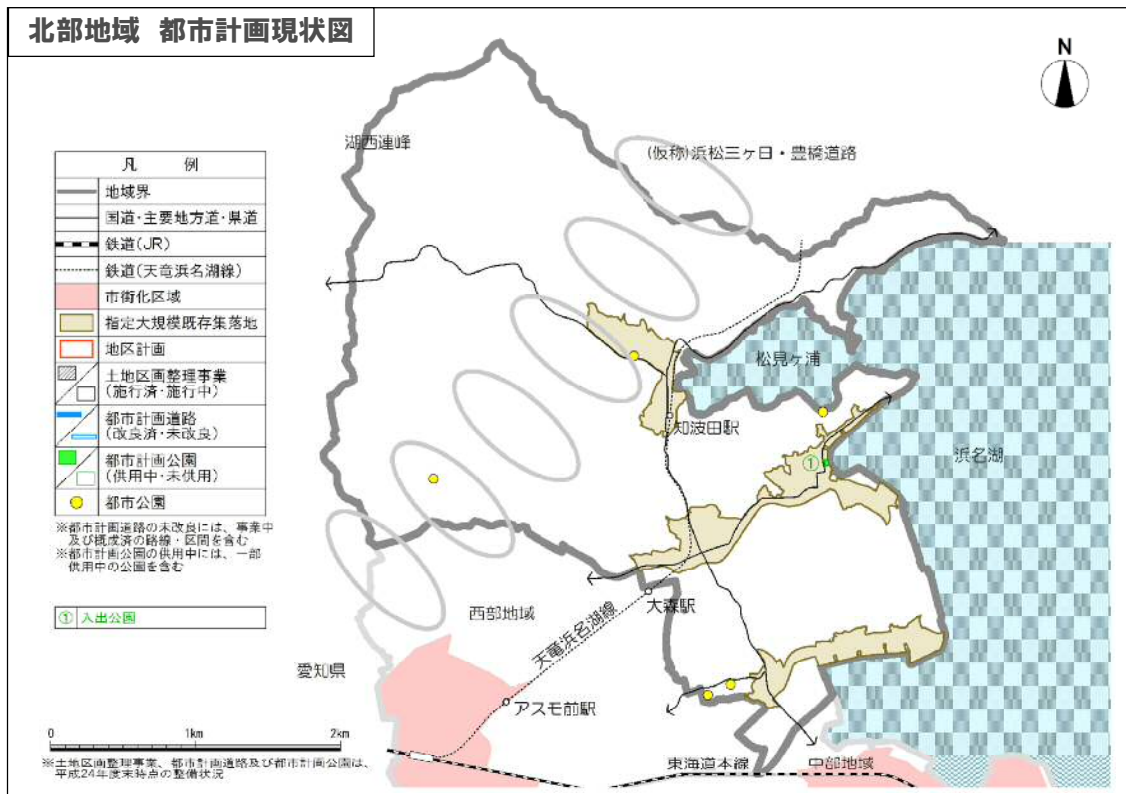 北部地域 都市計画現状図
N
湖西連峰
(仮称)浜松三ヶ日・豊橋道路
凡 例
地域界
国道・主要地方道・県道
鉄道(JR)
鉄道(天竜浜名湖線)
市街化区域
指定大規模既存集落地
地区計画
土地区画整理事業
(施行済・施行中)
都市計画道路
(改良済・未改良)
都市計画公園
(供用中・未供用)
都市公園
※都市計画道路の未改良には、事業中
及び概成済の路線・区間を含む
※都市計画公園の供用中には、一部
供用中の公園を含む
① 入出公園
松見ヶ浦
知波田駅
①
浜名湖
西部地域
大森駅
天竜浜名湖線
愛知県
アスモ前駅
0 1km 2km
※土地区画整理事業、都市計画道路及び都市計画公園は、
平成24年度末時点の整備状況
東海道本線
中部地域